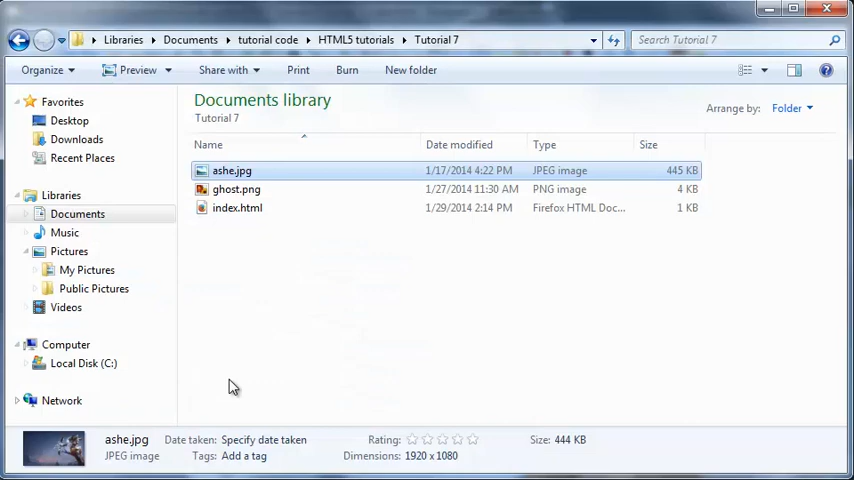 Libraries Documents tutorial code HTML5 tutorials Tutorial 7 Search Tutorial 7
Organize Preview Share with Print Burn New folder
Favorites
Desktop
Downloads
Recent Places
Libraries
Documents
Music
Pictures
My Pictures
Public Pictures
Videos
Computer
Local Disk (C:)
Network
Documents library
Tutorial 7
Arrange by: Folder
Name Date modified Type Size
ashe.jpg 1/17/2014 4:22 PM JPEG image 445 KB
ghost.png 1/27/2014 11:30 AM PNG image 4 KB
index.html 1/29/2014 2:14 PM Firefox HTML Doc... 1 KB
ashe.jpg Date taken: Specify date taken Rating: Size: 444 KB
JPEG image Tags: Add a tag Dimensions: 1920 x 1080